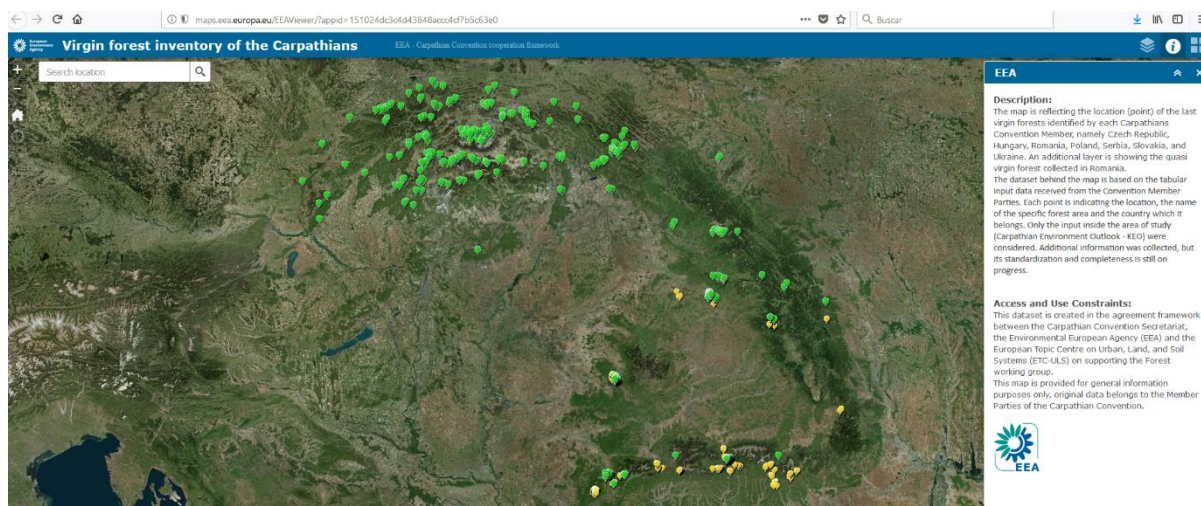 maps.eea.europa.eu/EEAViewer/?appid=151024dc3c4d43848accc4cf7b5c63e0
Buscar
European
Environment
Agency
Virgin forest inventory of the Carpathians
EEA - Carpathian Convention cooperation framework
Search location
EEA
Description:
The map is reflecting the location (point) of the last
virgin forests identified by each Carpathians
Convention Member, namely Czech Republic,
Hungary, Romania, Poland, Serbia, Slovakia, and
Ukraine. An additional layer is showing the quasi
virgin forest collected in Romania.
The dataset behind the map is based on the tabular
input data received from the Convention Member
Parties. Each point is indicating the location, the name
of the specific forest area and the country which it
belongs. Only the input inside the area of study
(Carpathian Environment Outlook - KEO) were
considered. Additional information was collected, but
its standardization and completeness is still on
progress.
Access and Use Constraints:
This dataset is created in the agreement framework
between the Carpathian Convention Secretariat,
the Environmental European Agency (EEA) and the
European Topic Centre on Urban, Land, and Soil
Systems (ETC-ULS) on supporting the Forest
working group.
This map is provided for general information
purposes only, original data belongs to the Member
Parties of the Carpathian Convention.
EEA